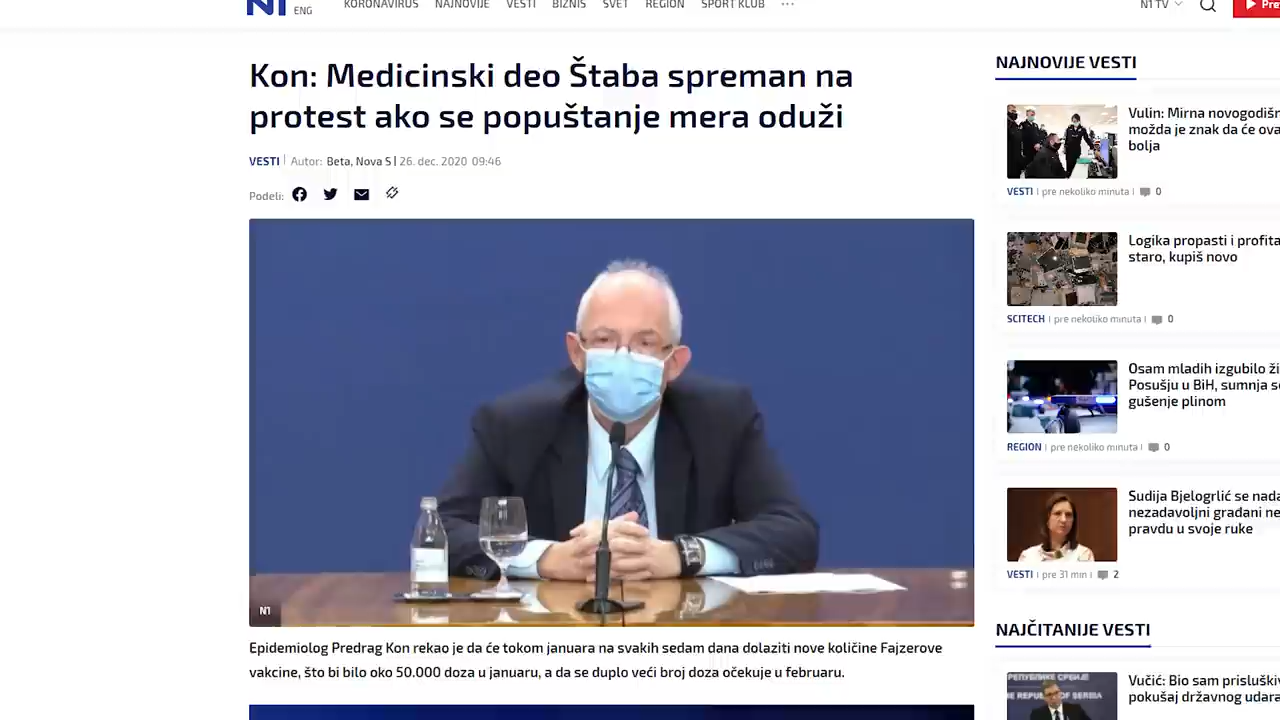 N1
ENG
KORONAVIRUS NAJNOVIJE VESTI BIZNIS SVET REGION SPORT KLUB ...
N1 TV
Kon: Medicinski deo Štaba spreman na
protest ako se popuštanje mera oduži
VESTI | Autor: Beta, Nova S | 26. dec. 2020 09:46
Podeli:
N1
Epidemiolog Predrag Kon rekao je da će tokom januara na svakih sedam dana dolaziti nove količine Fajzerove
vakcine, što bi bilo oko 50.000 doza u januaru, a da se duplo veći broj doza očekuje u februaru.
NAJNOVIJE VESTI
Vulin: Mirna novogodišn
možda je znak da će ova
bolja
VESTI | pre nekoliko minuta | 0
Logika propasti i profita
staro, kupiš novo
SCITECH | pre nekoliko minuta | 0
Osam mladih izgubilo ži
Posušju u BiH, sumnja se
gušenje plinom
REGION | pre nekoliko minuta | 0
Sudija Bjelogrlić se nada
nezadovoljni građani ne
pravdu u svoje ruke
VESTI | pre 31 min | 2
NAJČITANIJE VESTI
РЕПУБЛИКЕ СРБИЈЕ
REPUBLIC OF SERBIA
Vučić: Bio sam prisluškiv
pokušaj državnog udara